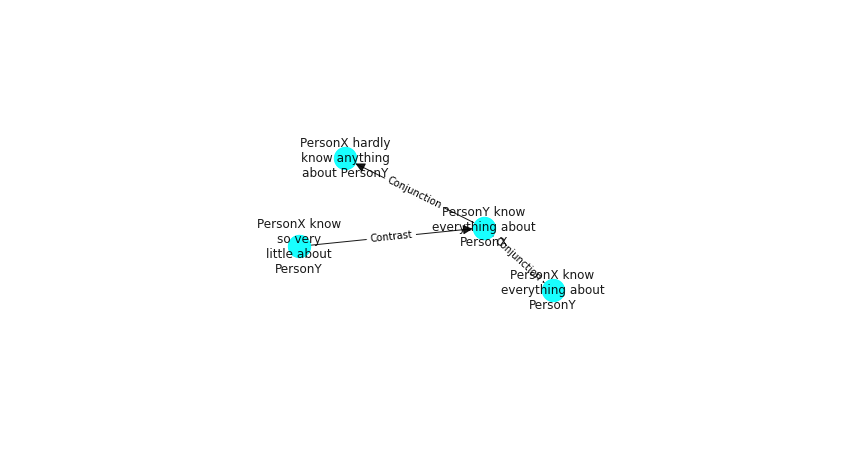 PersonX hardly
know anything
about PersonY
Conjunction
PersonY know
everything about
PersonX
Contrast
PersonX know
so very
little about
PersonY
Conjunction
PersonX know
everything about
PersonY